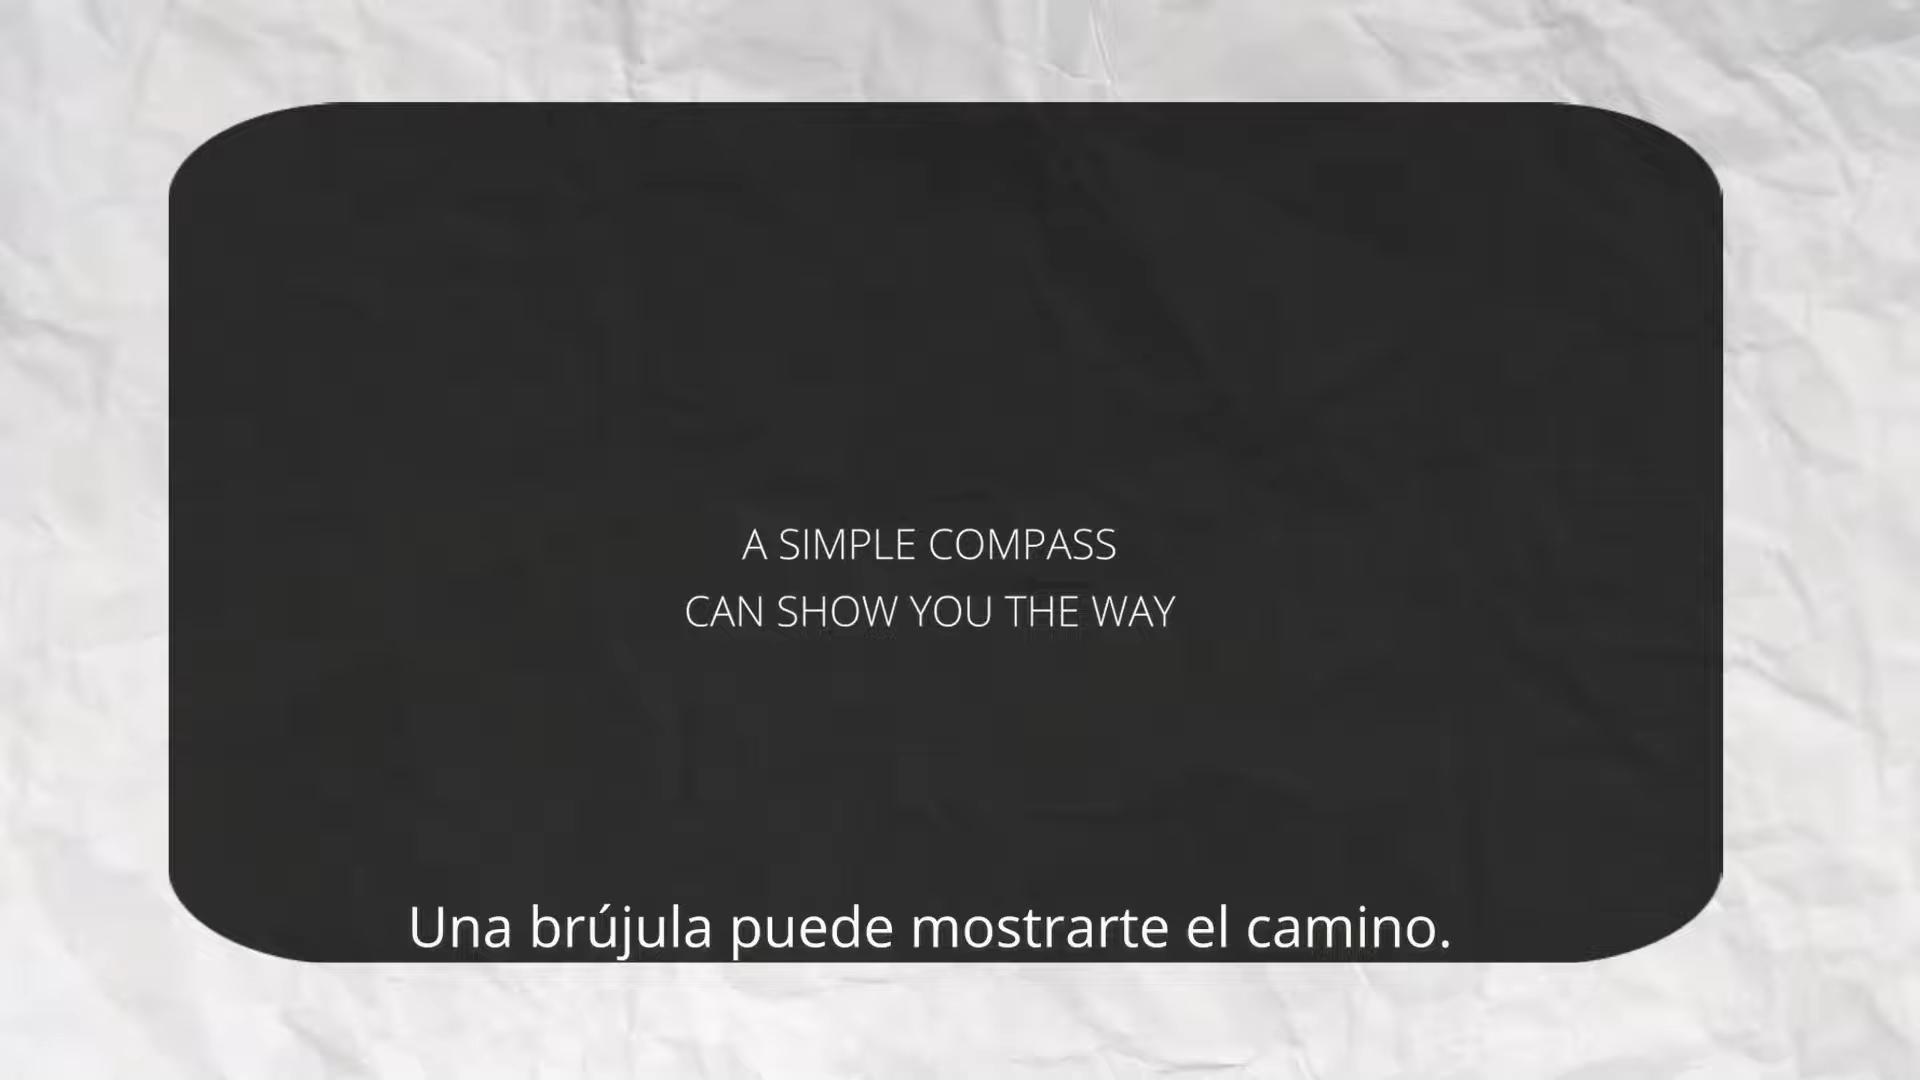 A SIMPLE COMPASS
CAN SHOW YOU THE WAY
Una brújula puede mostrarte el camino.